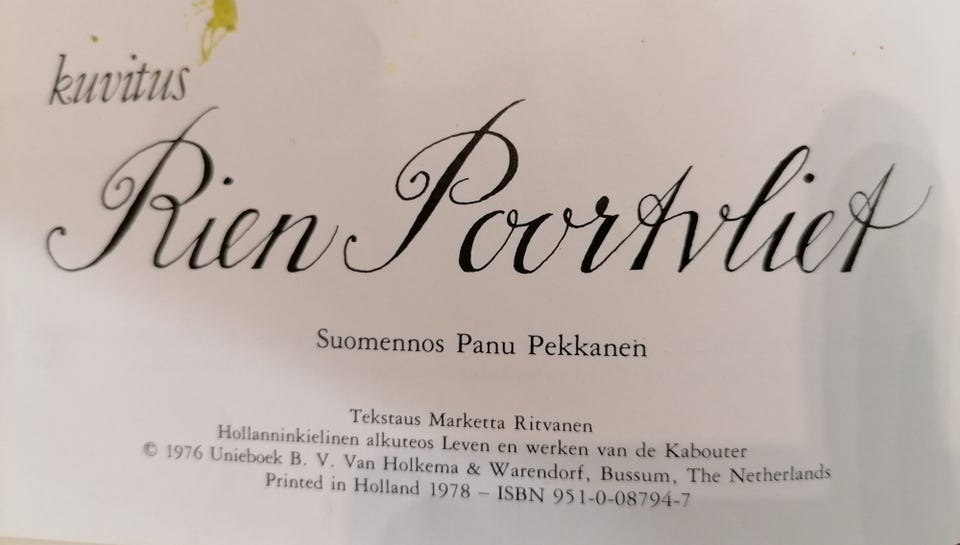 kuvitus
Rien Poortvliet
Suomennos Panu Pekkanen
Tekstaus Marketta Ritvanen
Hollanninkielinen alkuteos Leven en werken van de Kabouter
© 1976 Unieboek B. V. Van Holkema & Warendorf, Bussum, The Netherlands
Printed in Holland 1978 – ISBN 951-0-08794-7